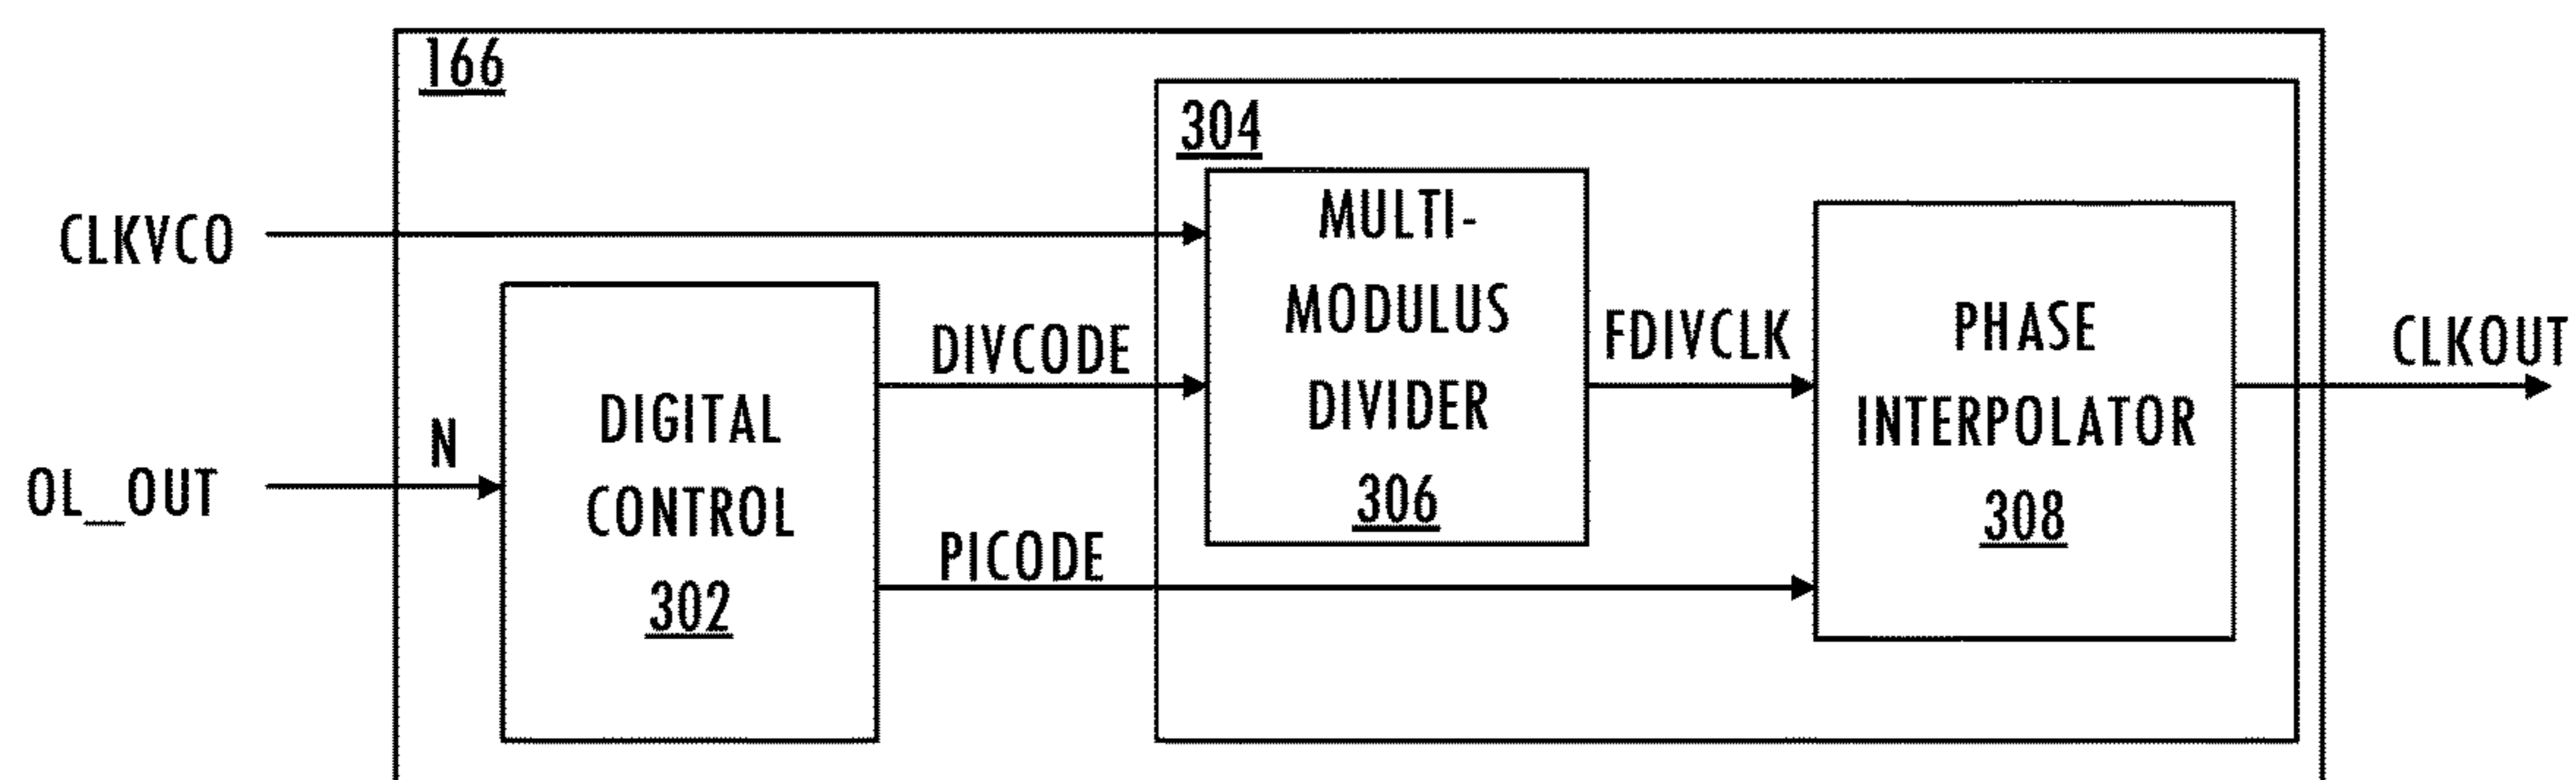 166
304
CLKVCO
MULTI-
MODULUS
DIVIDER
306
DIVCODE
FDIVCLK
PHASE
INTERPOLATOR
308
CLKOUT
OL_OUT
N
DIGITAL
CONTROL
302
PICODE